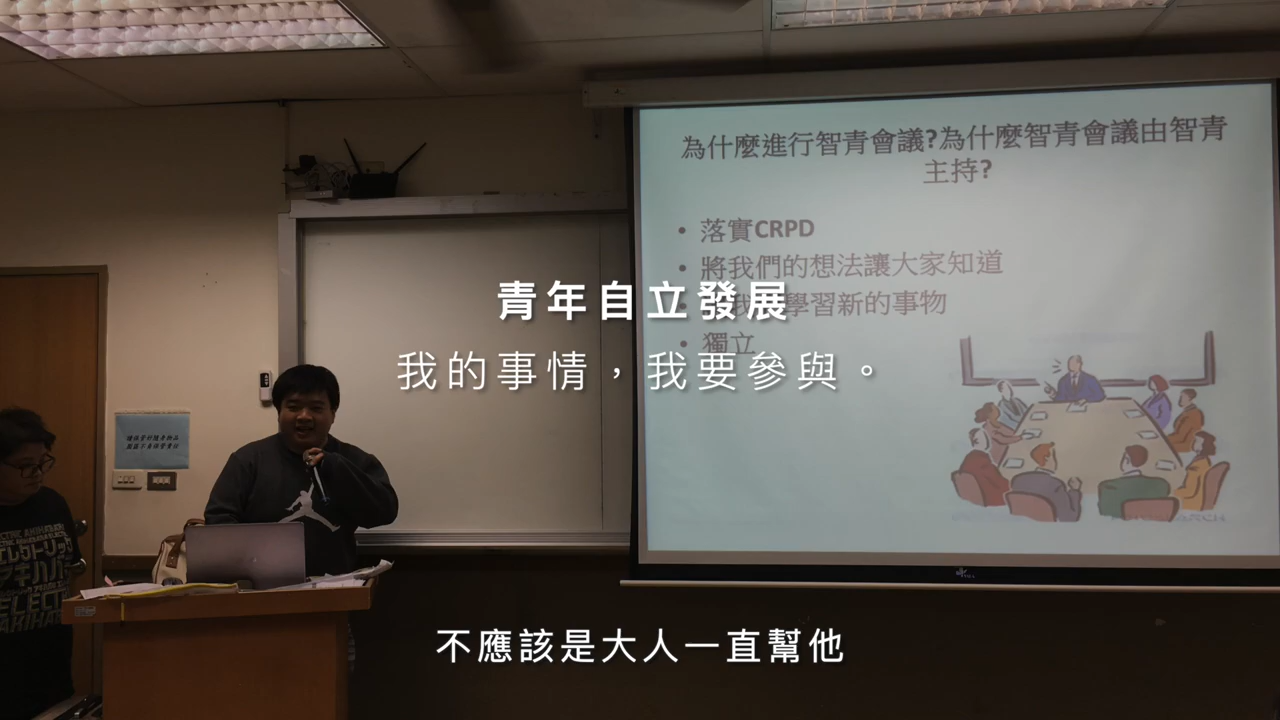 為什麼進行智青會議?為什麼智青會議由智青
主持?
• 落實CRPD
• 將我們的想法讓大家知道
學習新的事物
• 獨立
青年自立發展
我的事情，我要參與。
不應該是大人一直幫他